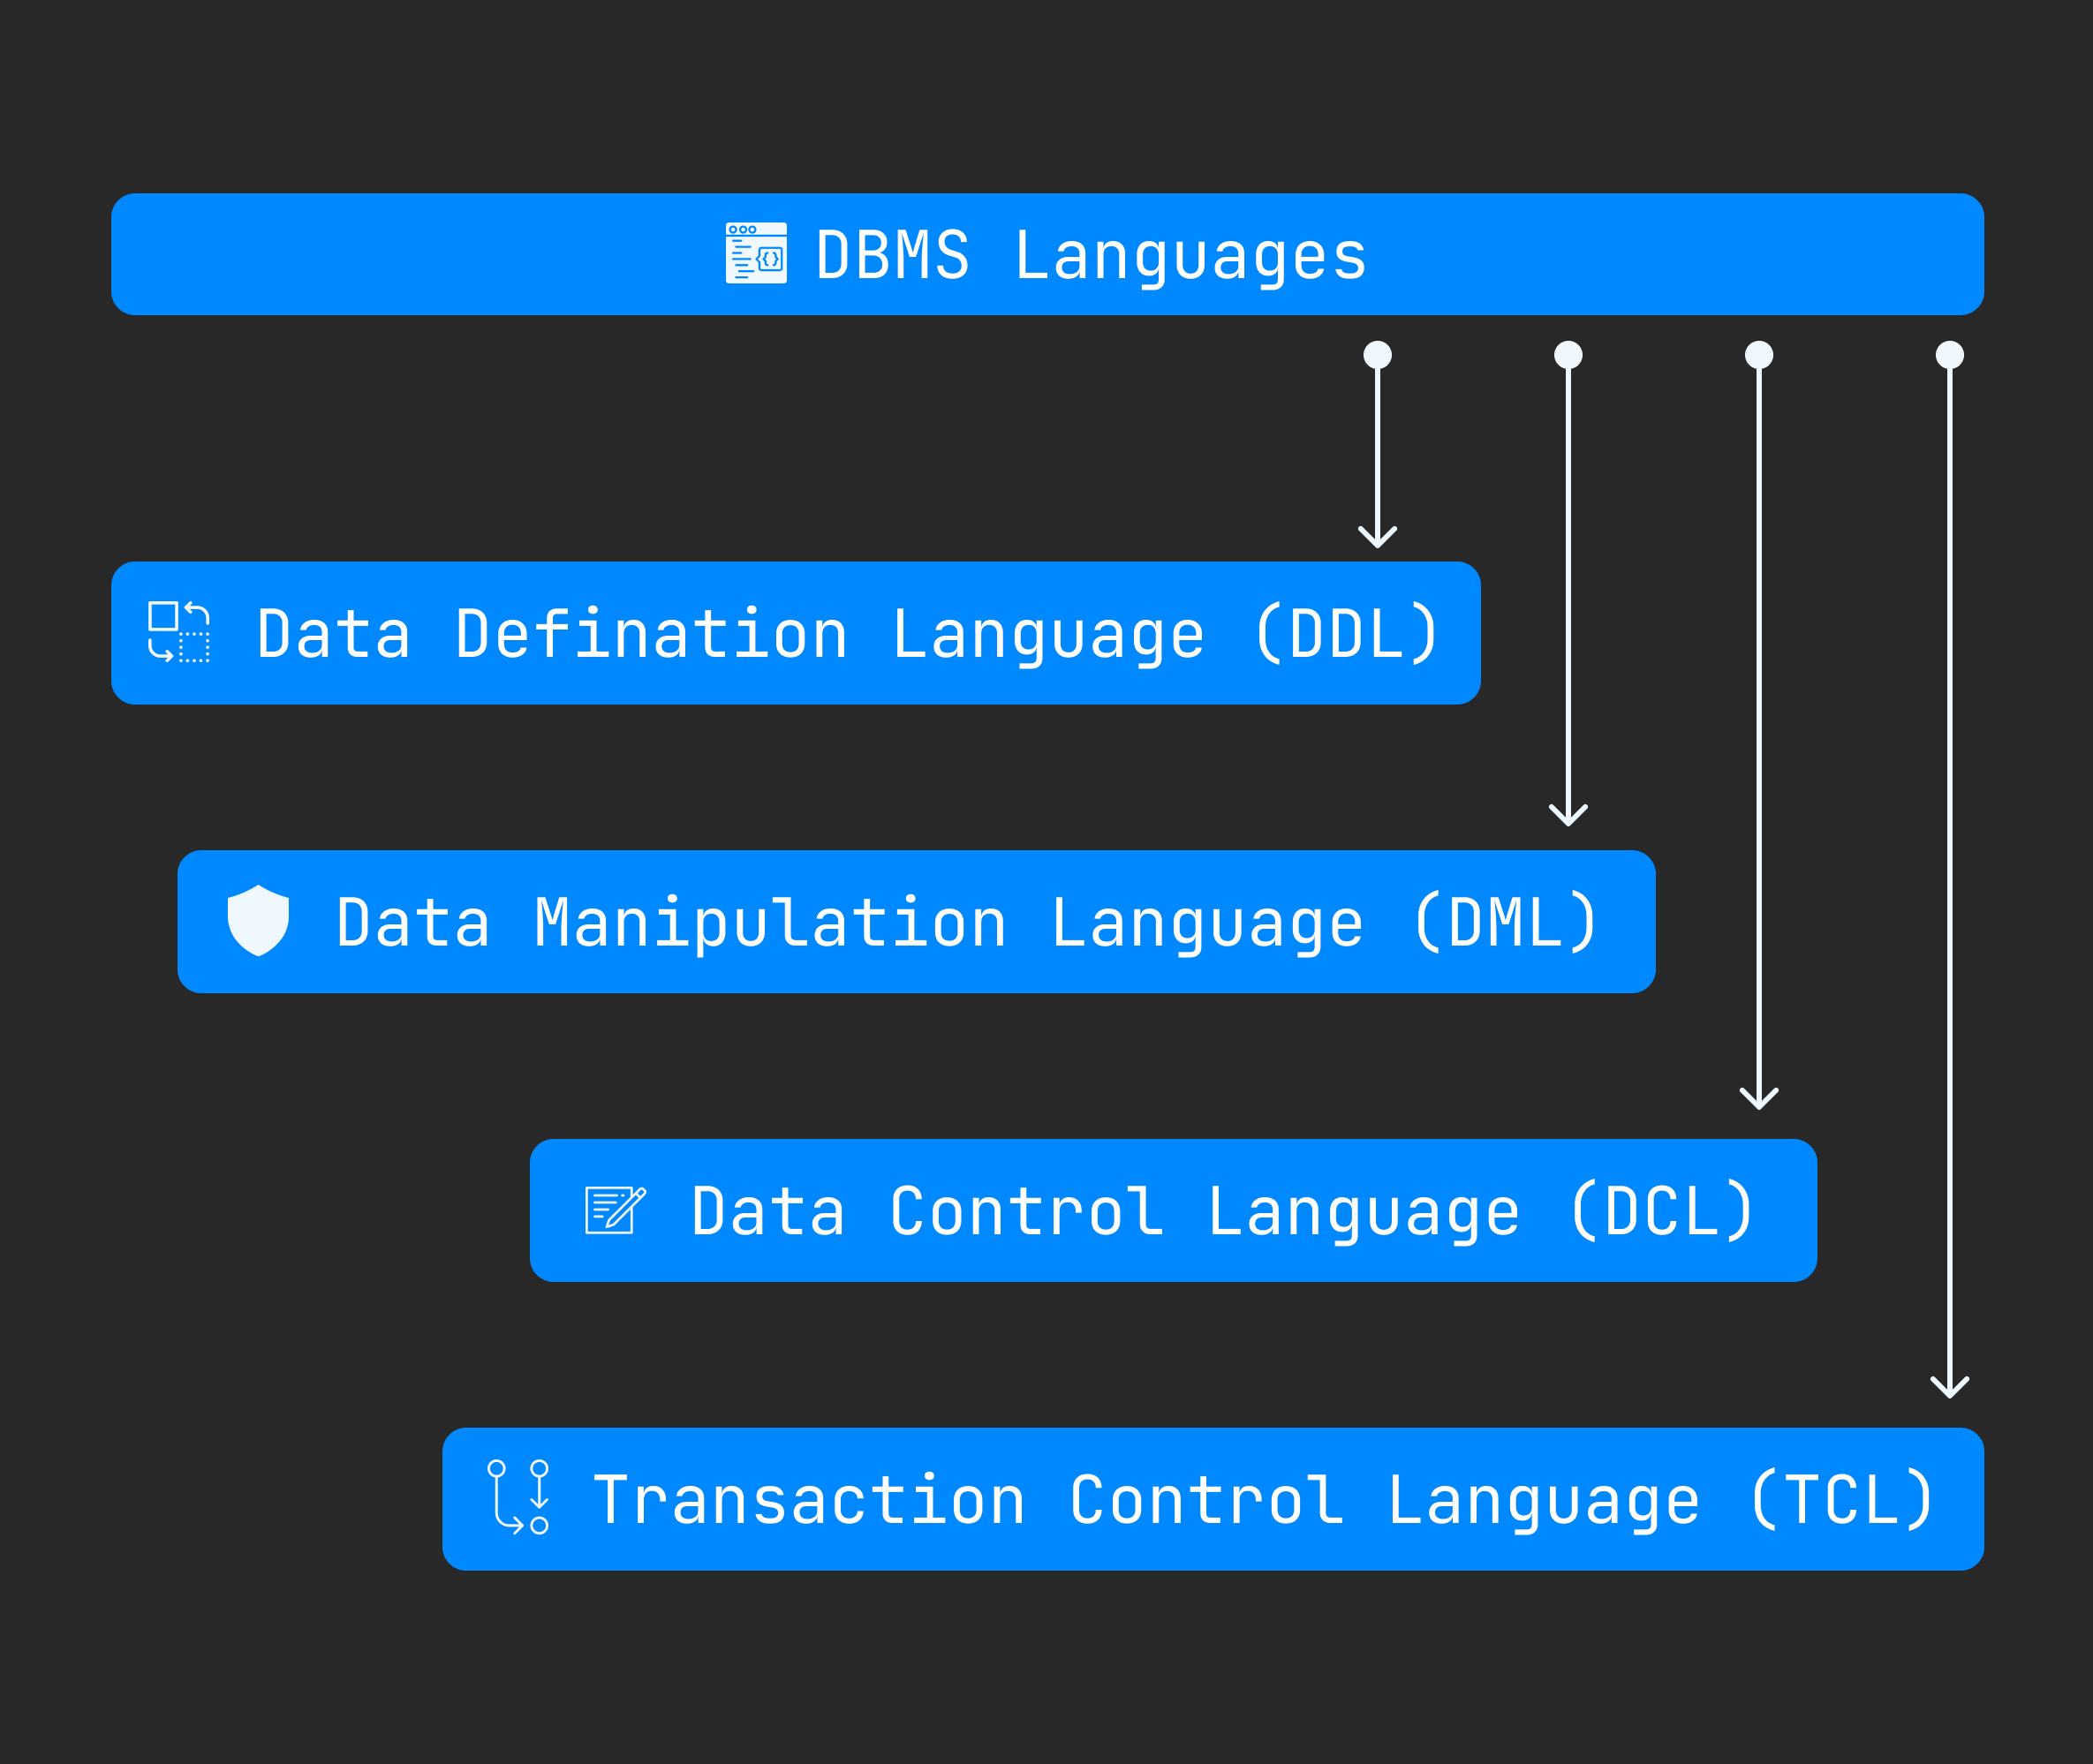 DBMS Languages
Data Defination Language (DDL)
Data Manipulation Language (DML)
Data Control Language (DCL)
Transaction Control Language (TCL)